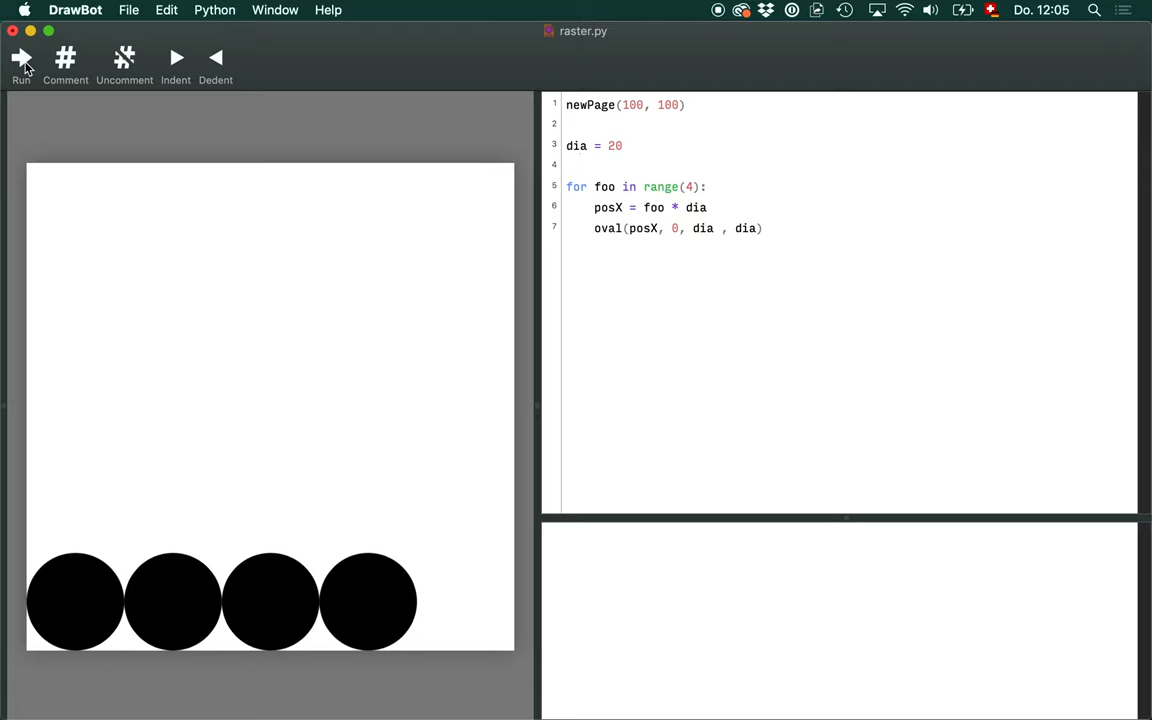 DrawBot File Edit Python Window Help Do. 12:05
raster.py
Run Comment Uncomment Indent Dedent
1 newPage(100, 100)
2
3 dia = 20
4
5 for foo in range(4):
6 posX = foo * dia
7 oval(posX, 0, dia , dia)